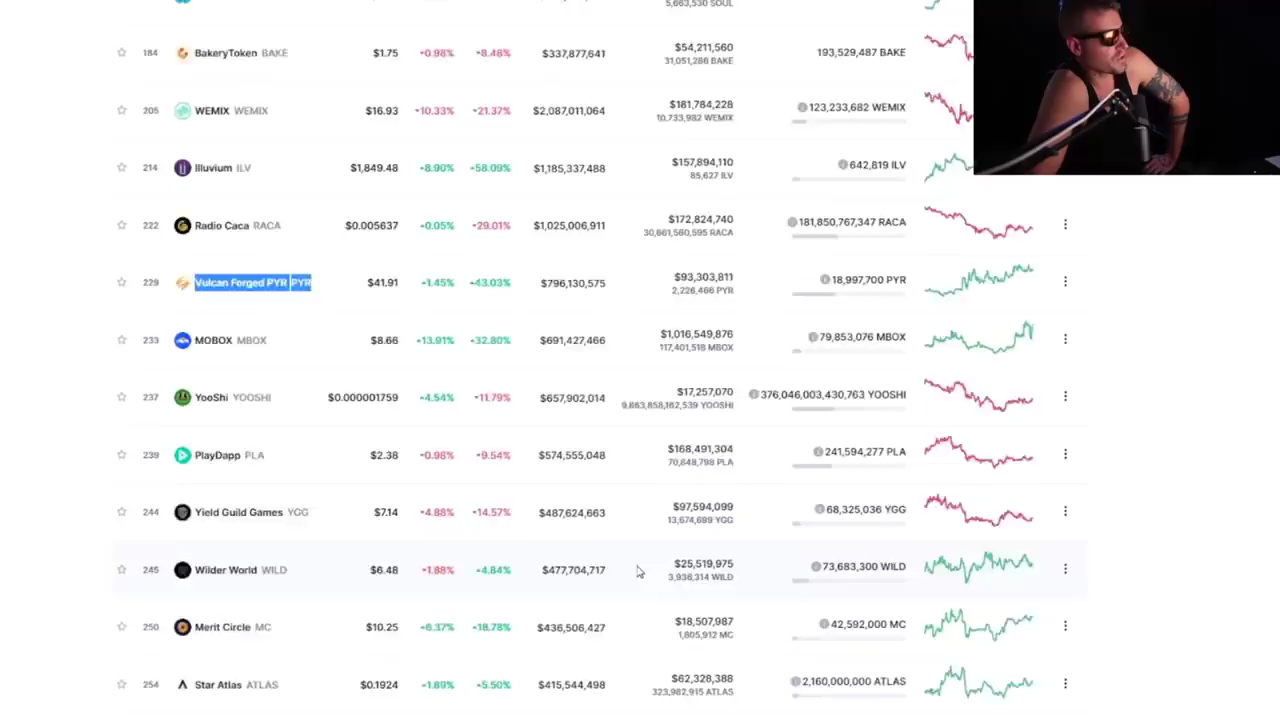 5,663,530 SOUL
184 BakeryToken BAKE $1.75 0.98% 8.48% $337,877,641 $54,211,560 193,529,487 BAKE
31,051,286 BAKE
205 WEMIX WEMIX $16.93 10.33% 21.37% $2,087,011,064 $181,784,228 123,233,682 WEMIX
10,733,982 WEMIX
214 Illuvium ILV $1,849.48 8.90% 58.09% $1,185,337,488 $157,894,110 642,819 ILV
85,627 ILV
222 Radio Caca RACA $0.005637 0.05% 29.01% $1,025,006,911 $172,824,740 181,850,767,347 RACA
30,661,560,595 RACA
229 Vulcan Forged PYR PYR $41.91 1.45% 43.03% $796,130,575 $93,303,811 18,997,700 PYR
2,226,466 PYR
233 MOBOX MBOX $8.66 13.91% 32.80% $691,427,466 $1,016,549,876 79,853,076 MBOX
117,401,518 MBOX
237 YooShi YOOSHI $0.000001759 4.54% 11.79% $657,902,014 $17,257,070 376,046,003,430,763 YOOSHI
9,863,858,162,539 YOOSHI
239 PlayDapp PLA $2.38 0.98% 9.54% $574,555,048 $168,491,304 241,594,277 PLA
70,848,798 PLA
244 Yield Guild Games YGG $7.14 4.88% 14.57% $487,624,663 $97,594,099 68,325,036 YGG
13,674,699 YGG
245 Wilder World WILD $6.48 1.88% 4.84% $477,704,717 $25,519,975 73,683,300 WILD
3,936,314 WILD
250 Merit Circle MC $10.25 6.37% 18.78% $436,506,427 $18,507,987 42,592,000 MC
1,805,912 MC
254 Star Atlas ATLAS $0.1924 1.89% 5.50% $415,544,498 $62,328,388 2,160,000,000 ATLAS
323,982,915 ATLAS